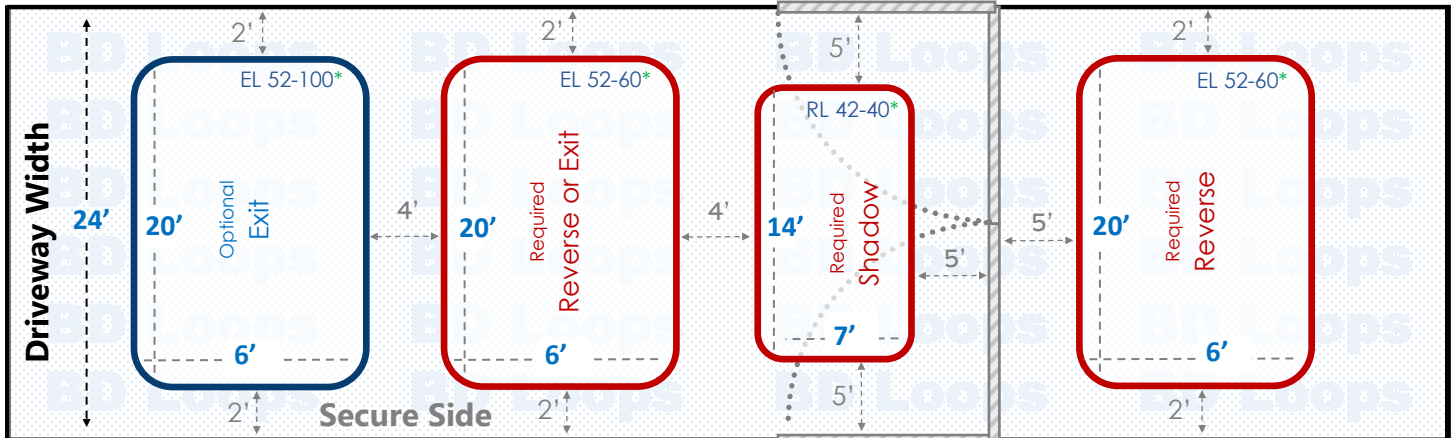 Driveway Width
24'
2'
EL 52-100*
20'
Optional
Exit
6'
2'
4'
2'
EL 52-60*
20'
Required
Reverse or Exit
6'
2'
Secure Side
4'
5'
RL 42-40*
14'
Required
Shadow
7'
5'
5'
5'
2'
EL 52-60*
20'
Required
Reverse
6'
2'
BD Loops